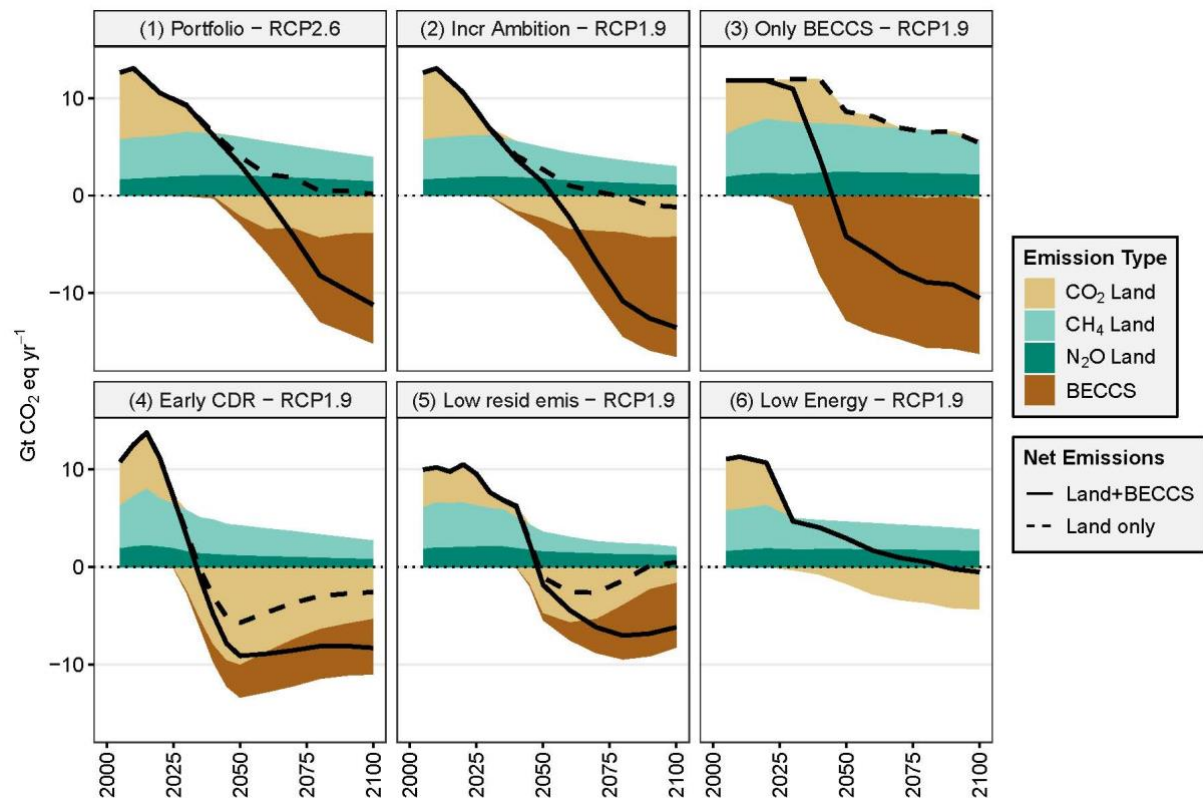 (1) Portfolio − RCP2.6
(2) Incr Ambition − RCP1.9
(3) Only BECCS − RCP1.9
10
0
−10
(4) Early CDR − RCP1.9
(5) Low resid emis − RCP1.9
(6) Low Energy − RCP1.9
10
0
−10
Gt CO₂ eq yr⁻¹
2000
2025
2050
2075
2100
2000
2025
2050
2075
2100
2000
2025
2050
2075
2100
Emission Type
CO₂ Land
CH₄ Land
N₂O Land
BECCS
Net Emissions
Land+BECCS
Land only